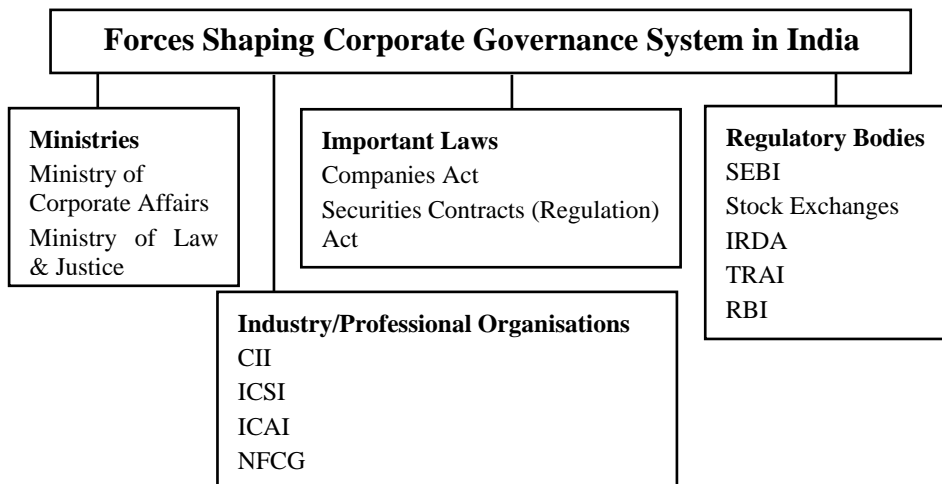 Forces Shaping Corporate Governance System in India
Ministries
Ministry of
Corporate Affairs
Ministry of Law
& Justice
Important Laws
Companies Act
Securities Contracts (Regulation)
Act
Regulatory Bodies
SEBI
Stock Exchanges
IRDA
TRAI
RBI
Industry/Professional Organisations
CII
ICSI
ICAI
NFCG